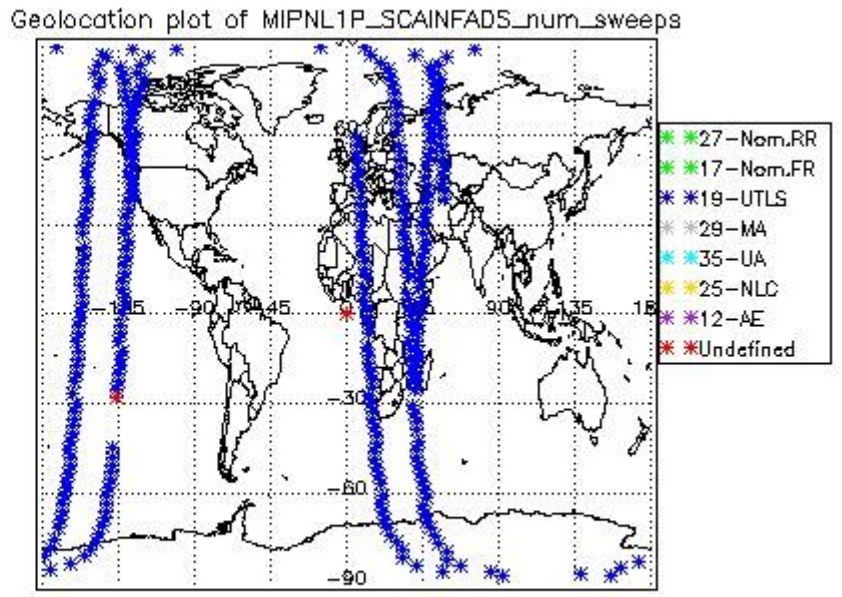 Geolocation plot of MIPNL1P_SCAINFADS_num_sweeps
27-Nom.RR
17-Nom.FR
19-UTLS
29-MA
35-UA
25-NLC
12-AE
Undefined
-90
-45
90
135
-30
-60
-90